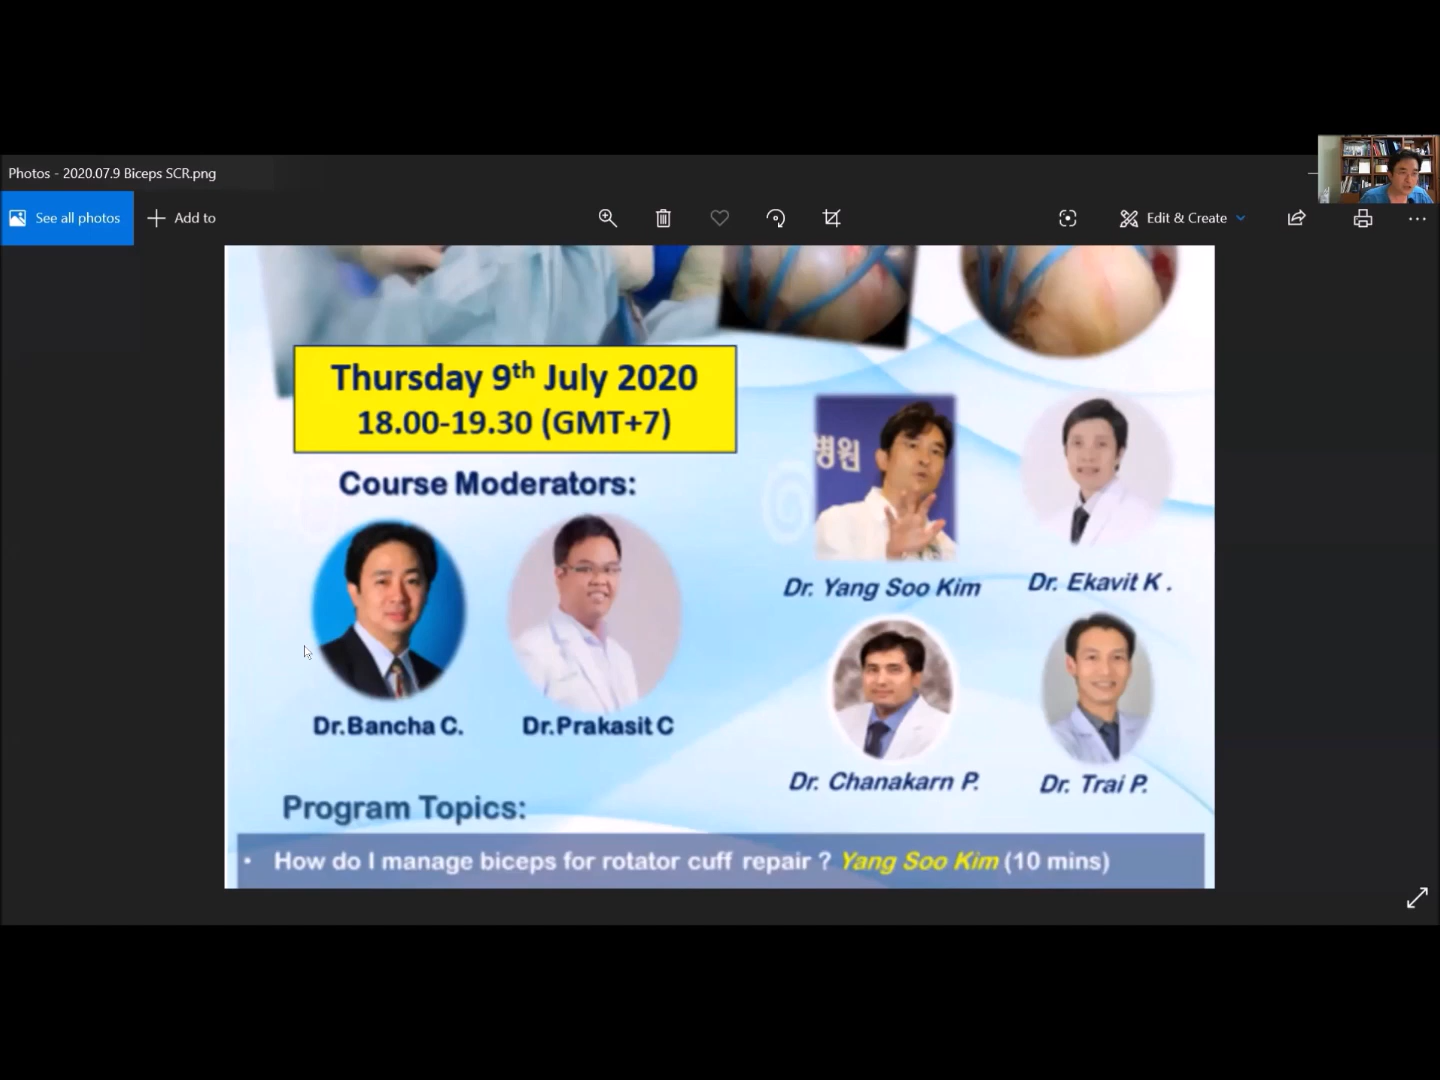 Photos - 2020.07.9 Biceps SCR.png
See all photos
Add to
Edit & Create
Thursday 9th July 2020
18.00-19.30 (GMT+7)
Course Moderators:
병원
Dr. Yang Soo Kim
Dr. Ekavit K .
Dr.Bancha C.
Dr.Prakasit C
Dr. Chanakarn P.
Dr. Trai P.
Program Topics:
• How do I manage biceps for rotator cuff repair ? Yang Soo Kim (10 mins)